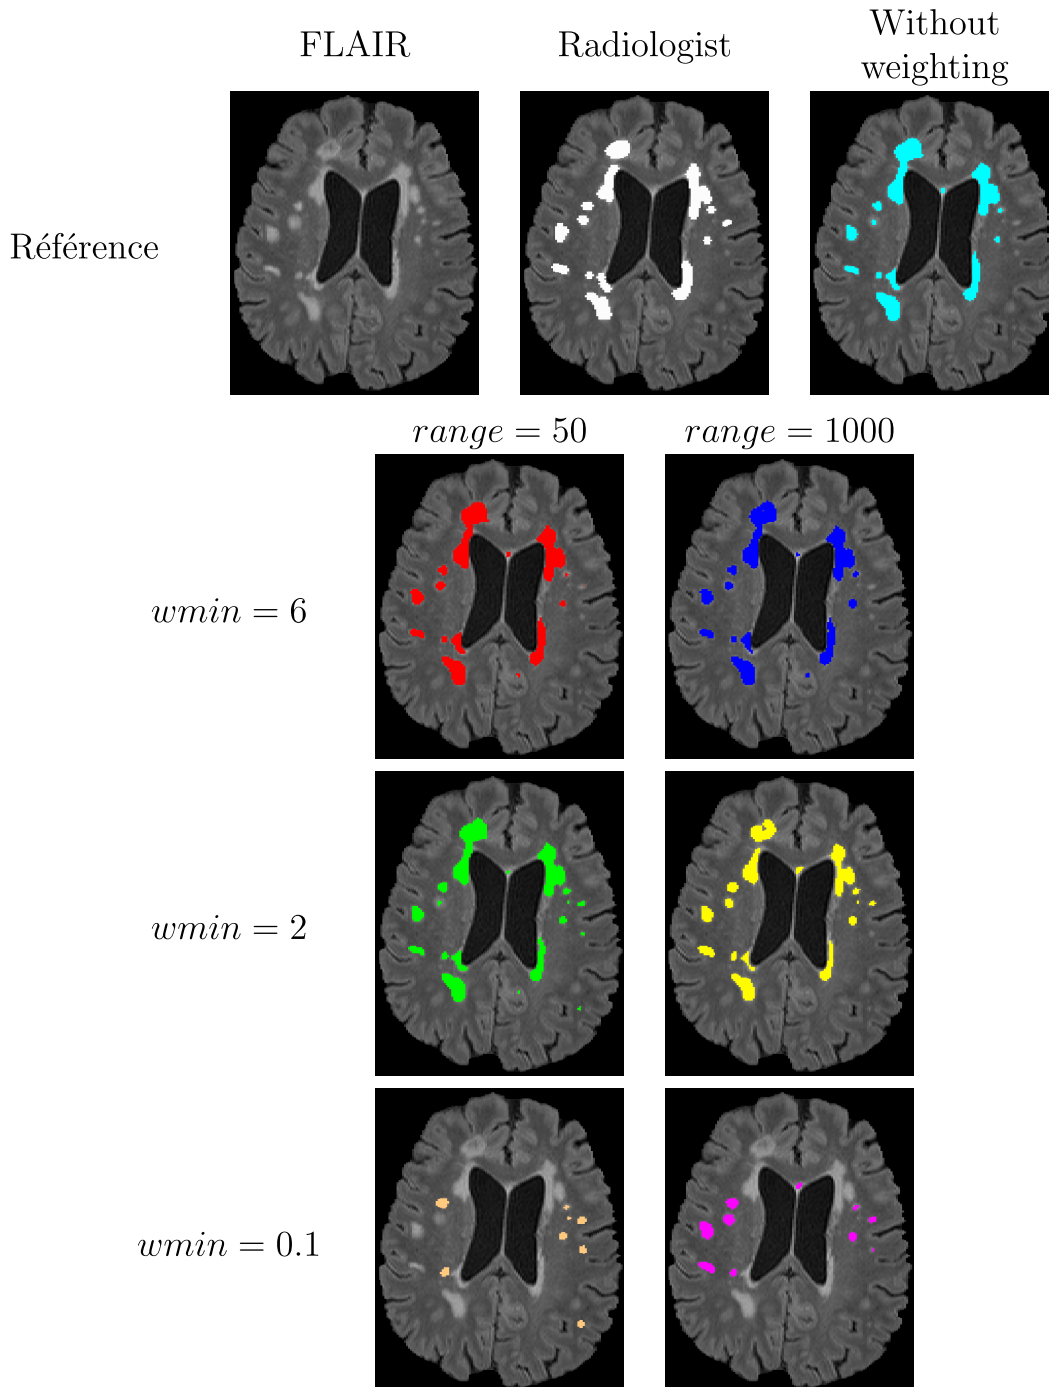 FLAIR
Radiologist
Without
weighting
Référence
range = 50
range = 1000
wmin = 6
wmin = 2
wmin = 0.1